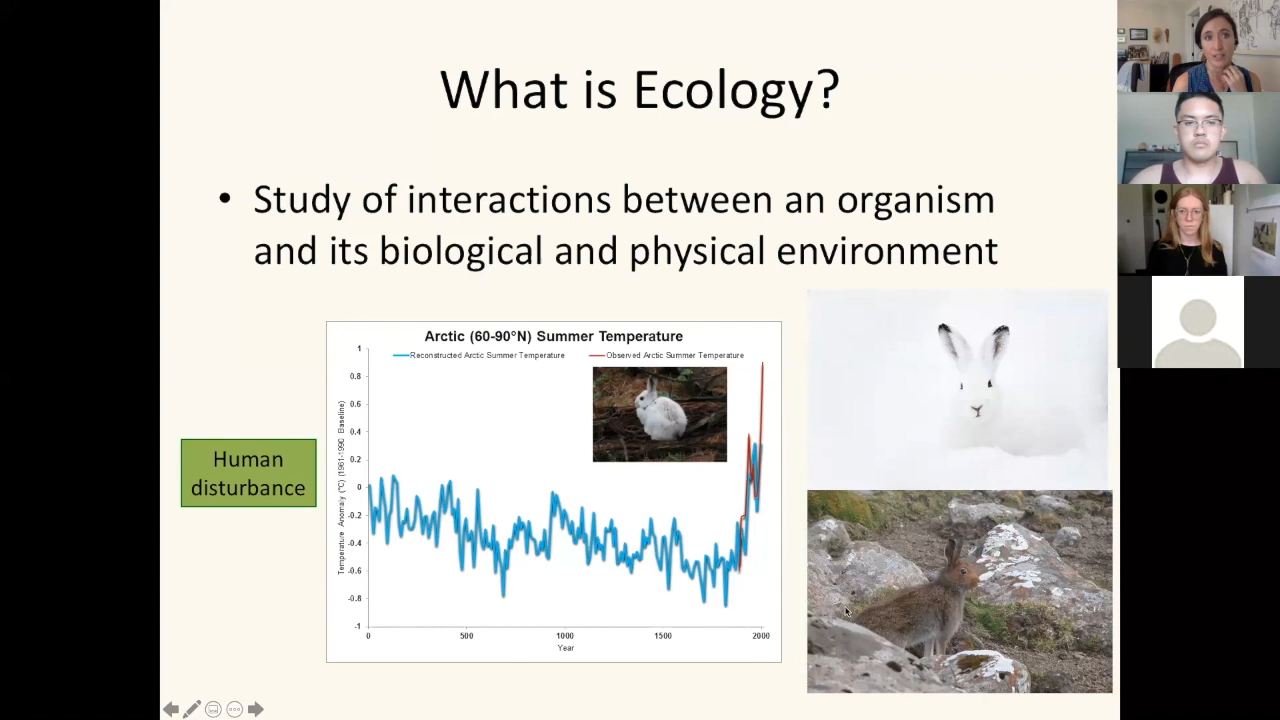 What is Ecology?
• Study of interactions between an organism
and its biological and physical environment
Human
disturbance
Arctic (60-90°N) Summer Temperature
Reconstructed Arctic Summer Temperature
Observed Arctic Summer Temperature
Temperature Anomaly (°C) (1961-1990 Baseline)
1
0.8
0.6
0.4
0.2
0
-0.2
-0.4
-0.6
-0.8
-1
0 500 1000 1500 2000
Year